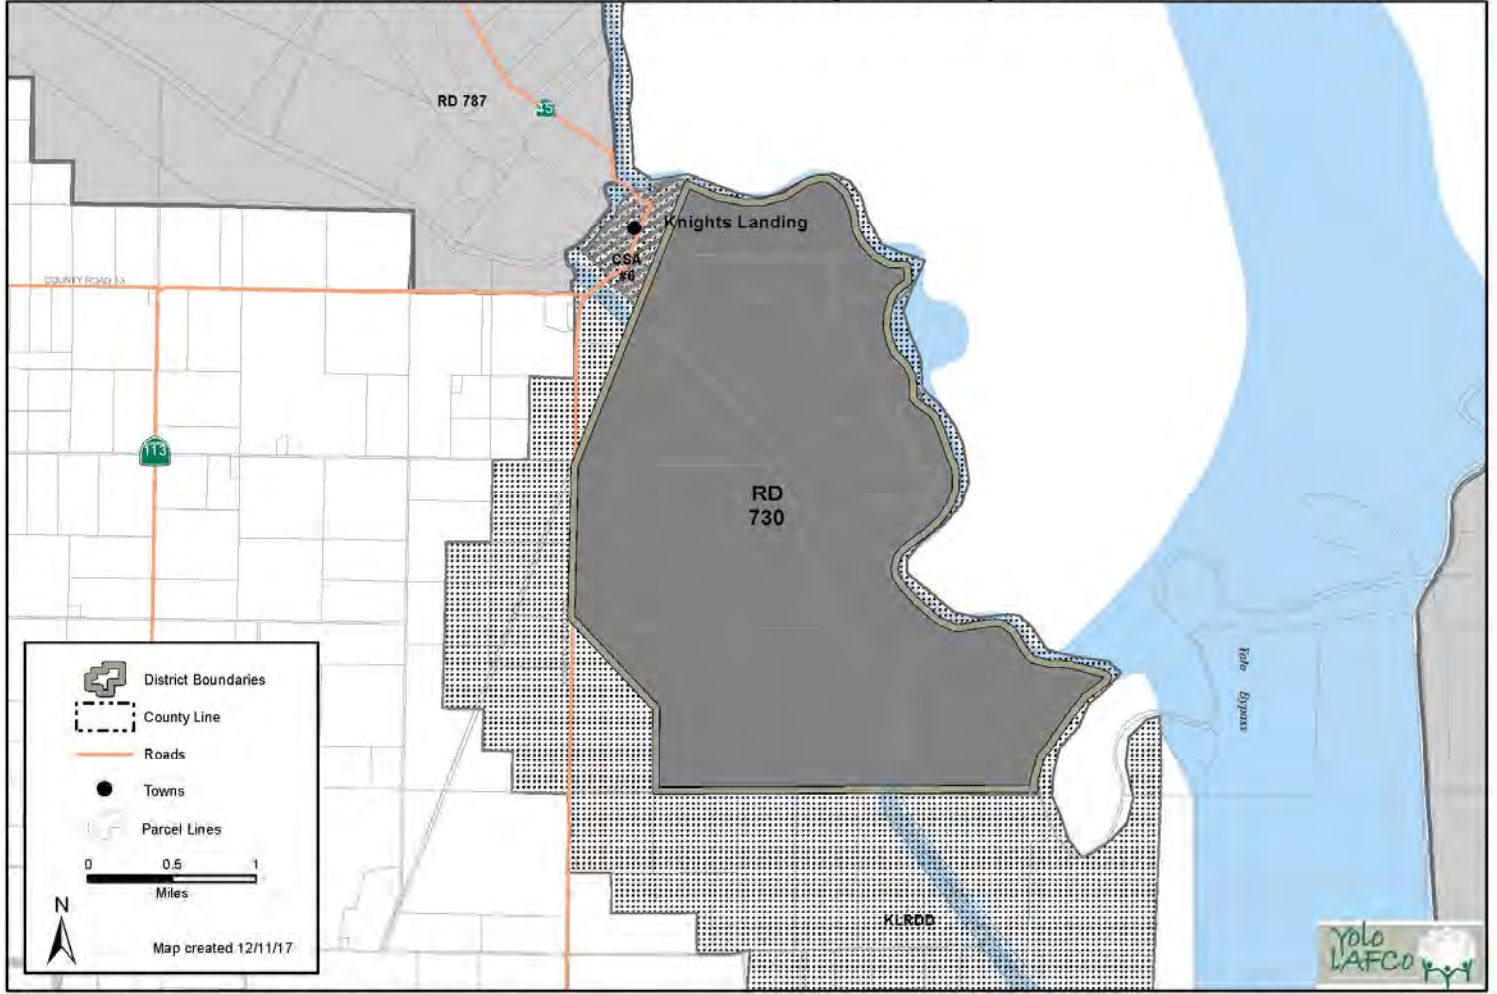 RD 787
45
Knights Landing
CSA
#6
COUNTY ROAD 13
113
RD
730
Yolo Bypass
District Boundaries
County Line
Roads
Towns
Parcel Lines
0 0.5 1
Miles
N
Map created 12/11/17
KLRDD
Yolo
LAFCo